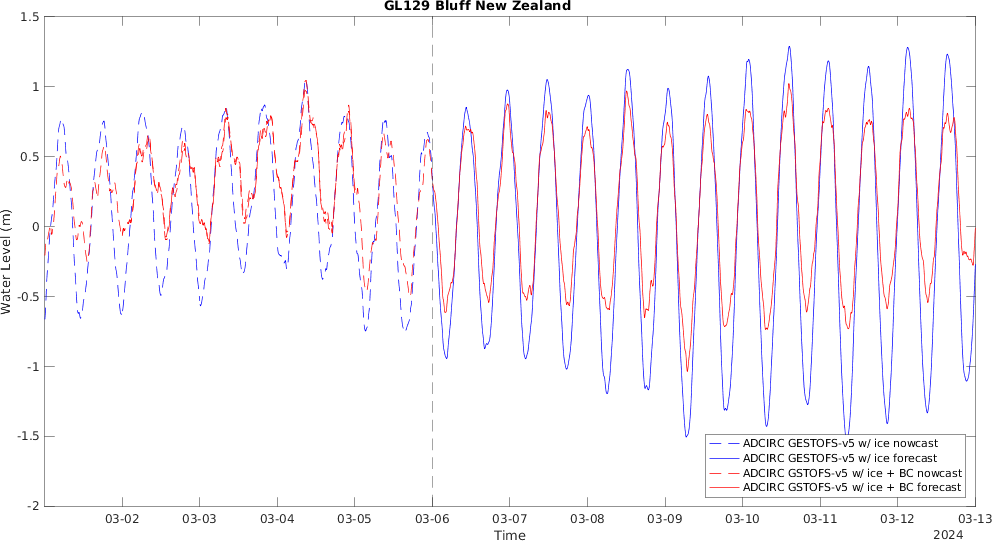 GL129 Bluff New Zealand
1.5
1
0.5
0
-0.5
-1
-1.5
-2
Water Level (m)
ADCIRC GESTOFS-v5 w/ ice nowcast
ADCIRC GESTOFS-v5 w/ ice forecast
ADCIRC GSTOFS-v5 w/ ice + BC nowcast
ADCIRC GSTOFS-v5 w/ ice + BC forecast
03-02 03-03 03-04 03-05 03-06 03-07 03-08 03-09 03-10 03-11 03-12 03-13
Time
2024